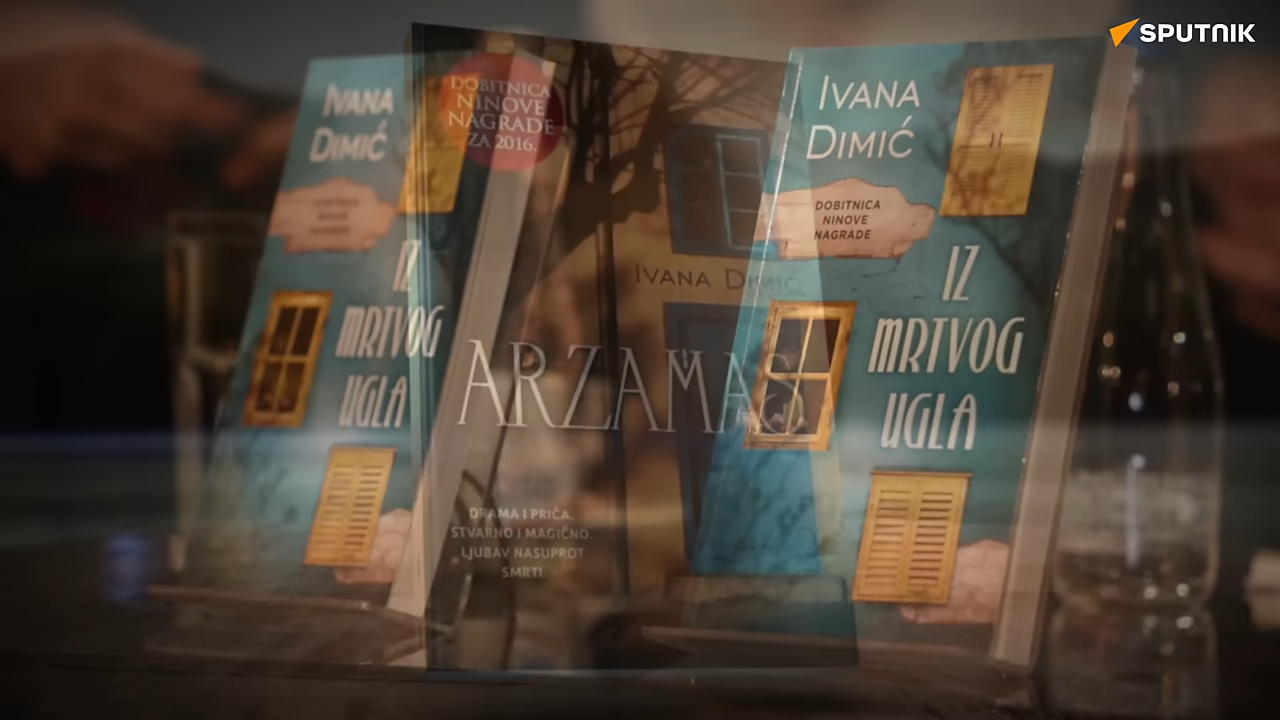 SPUTNIK
IVANA
DIMIĆ
IZ
MRTVOG
UGLA
DOBITNICA
NINOVE
NAGRADE
ZA 2016.
IVANA DIMIĆ
ARZAMAS
DRAMA I PRIČA.
STVARNO I MAGIČNO.
LJUBAV NASUPROT
SMRTI.
IVANA
DIMIĆ
DOBITNICA
NINOVE
NAGRADE
IZ
MRTVOG
UGLA